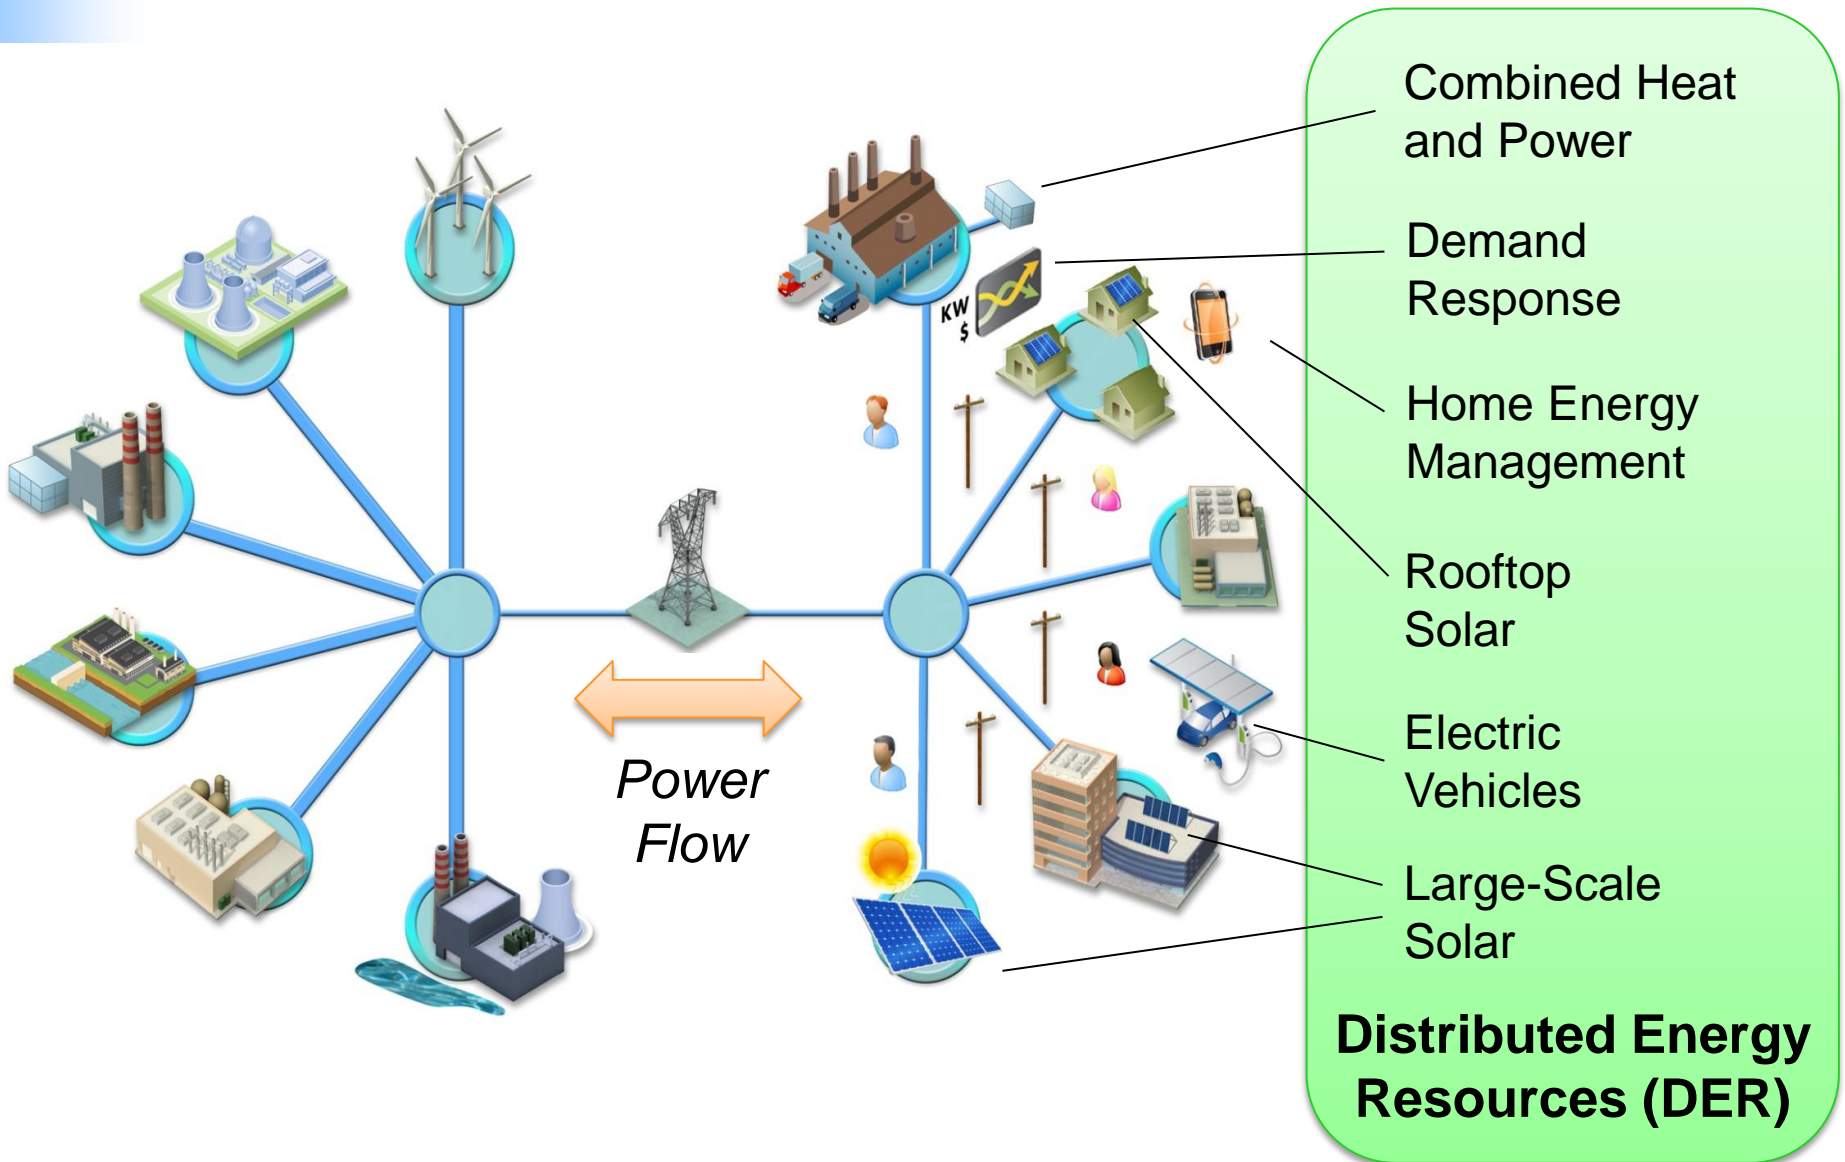 Combined Heat
and Power
Demand
Response
KW
$
Home Energy
Management
Rooftop
Solar
Electric
Vehicles
Power
Flow
Large-Scale
Solar
Distributed Energy
Resources (DER)